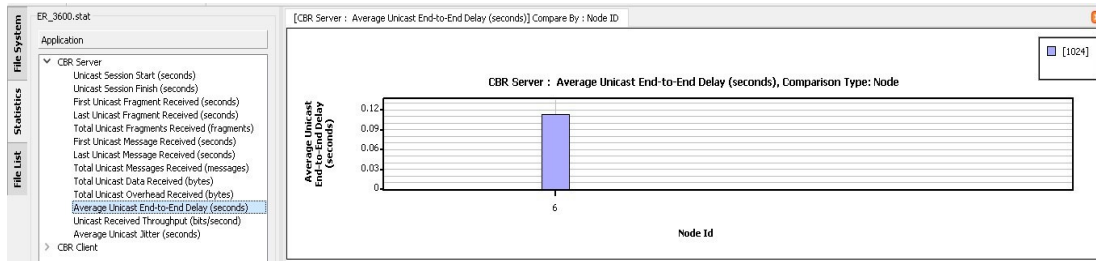 File System
Statistics
File List
ER_3600.stat
Application
CBR Server
Unicast Session Start (seconds)
Unicast Session Finish (seconds)
First Unicast Fragment Received (seconds)
Last Unicast Fragment Received (seconds)
Total Unicast Fragments Received (fragments)
First Unicast Message Received (seconds)
Last Unicast Message Received (seconds)
Total Unicast Messages Received (messages)
Total Unicast Data Received (bytes)
Total Unicast Overhead Received (bytes)
Average Unicast End-to-End Delay (seconds)
Unicast Received Throughput (bits/second)
Average Unicast Jitter (seconds)
CBR Client
[CBR Server : Average Unicast End-to-End Delay (seconds)] Compare By : Node ID
[1024]
CBR Server : Average Unicast End-to-End Delay (seconds), Comparison Type: Node
Average Unicast
End-to-End Delay
(seconds)
0.12
0.09
0.06
0.03
0
6
Node Id